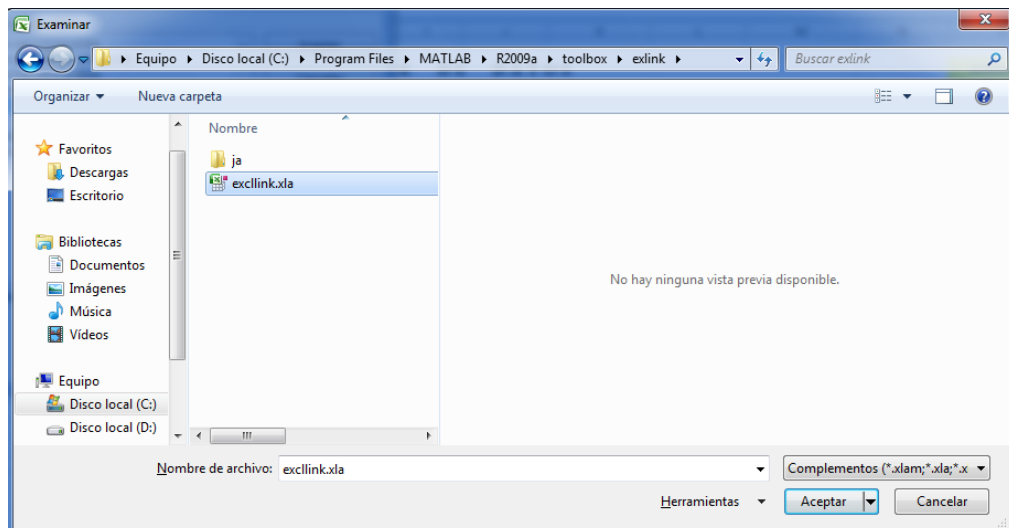 Examinar
Equipo ▸ Disco local (C:) ▸ Program Files ▸ MATLAB ▸ R2009a ▸ toolbox ▸ exlink ▸
Buscar exlink
Organizar
Nueva carpeta
Favoritos
Descargas
Escritorio
Bibliotecas
Documentos
Imágenes
Música
Vídeos
Equipo
Disco local (C:)
Disco local (D:)
Nombre
ja
excllink.xla
No hay ninguna vista previa disponible.
Nombre de archivo: excllink.xla
Complementos (*.xlam;*.xla;*.x
Herramientas
Aceptar
Cancelar